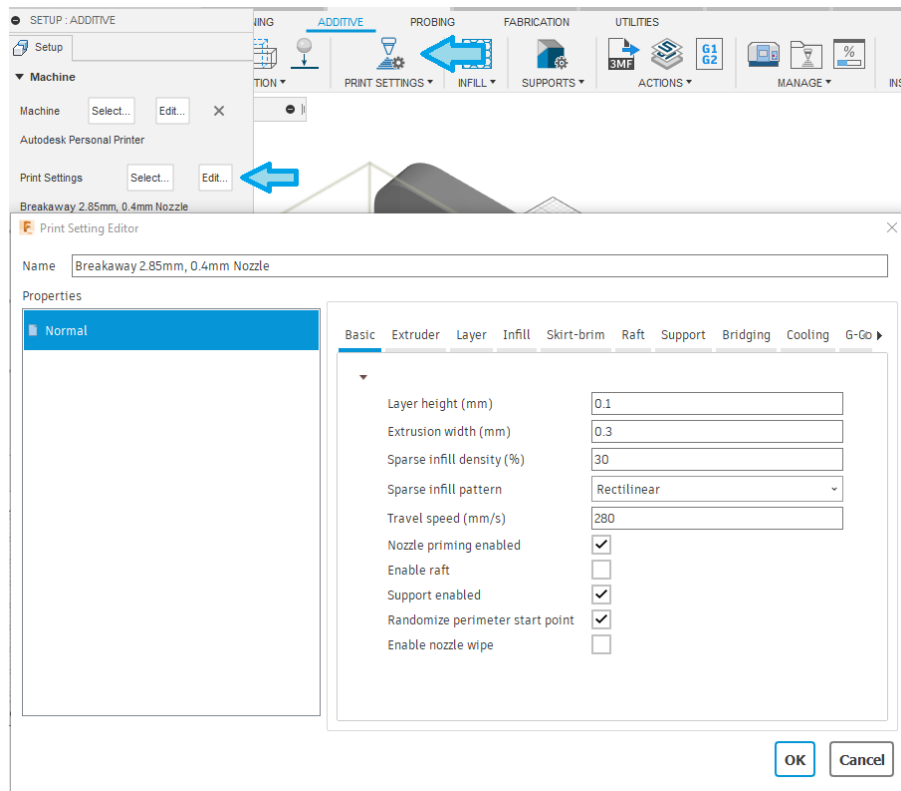 SETUP : ADDITIVE
NING ADDITIVE PROBING FABRICATION UTILITIES
Setup
3MF G1 G2 %
TION PRINT SETTINGS INFILL SUPPORTS ACTIONS MANAGE INS
Machine
Machine Select... Edit...
Autodesk Personal Printer
Print Settings Select... Edit...
Breakaway 2.85mm, 0.4mm Nozzle
Print Setting Editor
Name Breakaway 2.85mm, 0.4mm Nozzle
Properties
Normal
Basic Extruder Layer Infill Skirt-brim Raft Support Bridging Cooling G-Co
Layer height (mm) 0.1
Extrusion width (mm) 0.3
Sparse infill density (%) 30
Sparse infill pattern Rectilinear
Travel speed (mm/s) 280
Nozzle priming enabled
Enable raft
Support enabled
Randomize perimeter start point
Enable nozzle wipe
OK Cancel